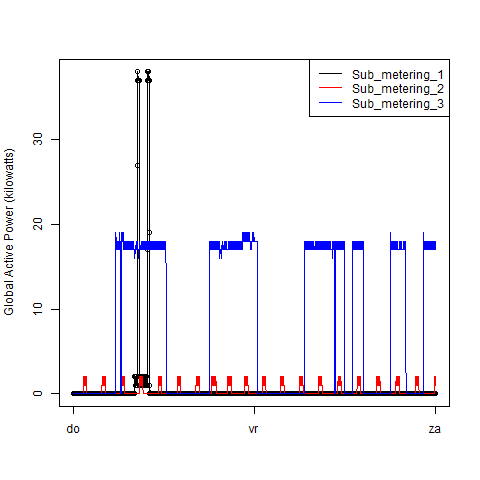 Sub_metering_1
Sub_metering_2
Sub_metering_3
Global Active Power (kilowatts)
30
20
10
0
do vr za